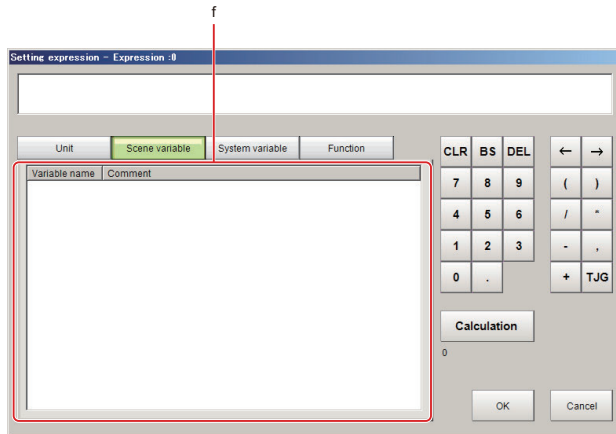 f
Setting expression - Expression :0
Unit Scene variable System variable Function
Variable name Comment
CLR BS DEL ← →
7 8 9 ( )
4 5 6 / *
1 2 3 - ,
0 . + TJG
Calculation
0
OK Cancel